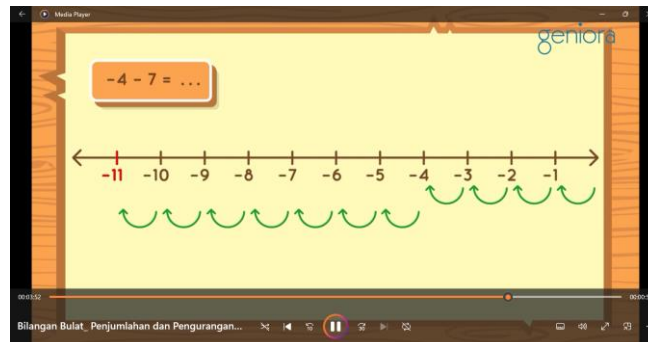 Media Player
geniora
-4 - 7 = ...
-11 -10 -9 -8 -7 -6 -5 -4 -3 -2 -1
00:03:52
Bilangan Bulat_ Penjumlahan dan Pengurangan...